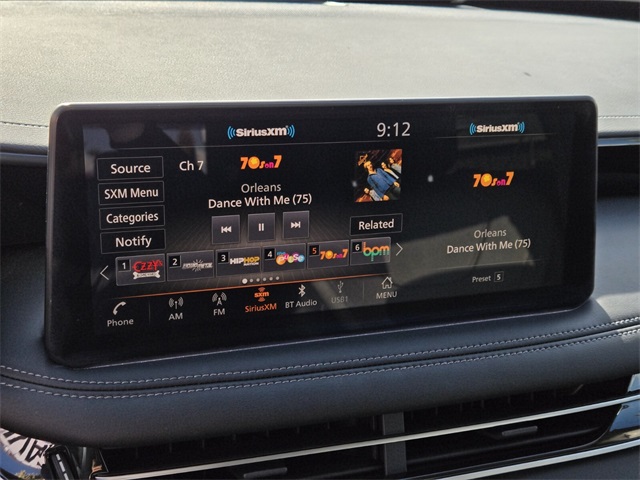 SiriusXM 9:12 SiriusXM
Source Ch 7 70s on 7
SXM Menu
Categories
Notify
Orleans
Dance With Me (75)
Related
1 OZZY 2 3 HIPHOP 4 5 70s on 7 6 bpm
Phone AM FM SiriusXM BT Audio USB1 MENU
70s on 7
Orleans
Dance With Me (75)
Preset 5